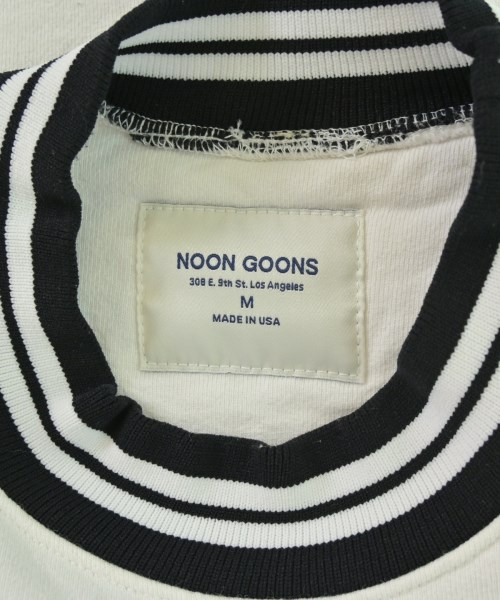 NOON GOONS
308 E. 9th St. Los Angeles
M
MADE IN USA